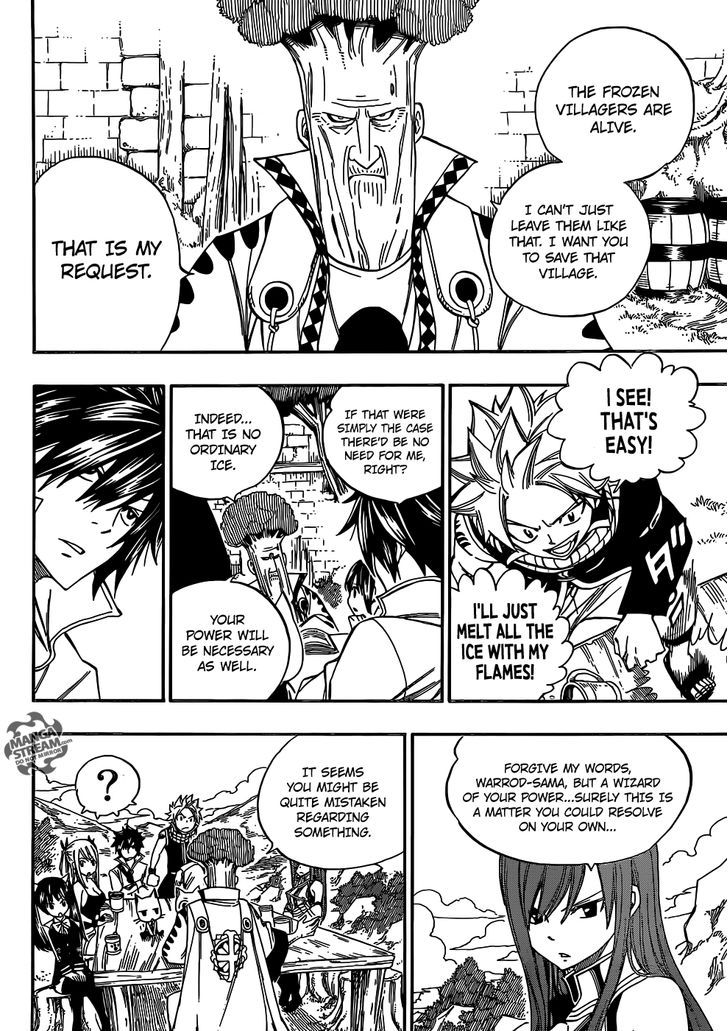 THE FROZEN
VILLAGERS ARE
ALIVE.
I CAN'T JUST
LEAVE THEM LIKE
THAT. I WANT YOU
TO SAVE THAT
VILLAGE.
THAT IS MY
REQUEST.
I SEE!
THAT'S
EASY!
I'LL JUST
MELT ALL THE
ICE WITH MY
FLAMES!
IF THAT WERE
SIMPLY THE CASE
THERE'D BE NO
NEED FOR ME,
RIGHT?
INDEED...
THAT IS NO
ORDINARY
ICE.
YOUR
POWER WILL
BE NECESSARY
AS WELL.
FORGIVE MY WORDS,
WARROD-SAMA, BUT A WIZARD
OF YOUR POWER...SURELY THIS IS
A MATTER YOU COULD RESOLVE
ON YOUR OWN...
IT SEEMS
YOU MIGHT BE
QUITE MISTAKEN
REGARDING
SOMETHING.
?
MANGA
STREAM.com
DO NOT MIRROR!